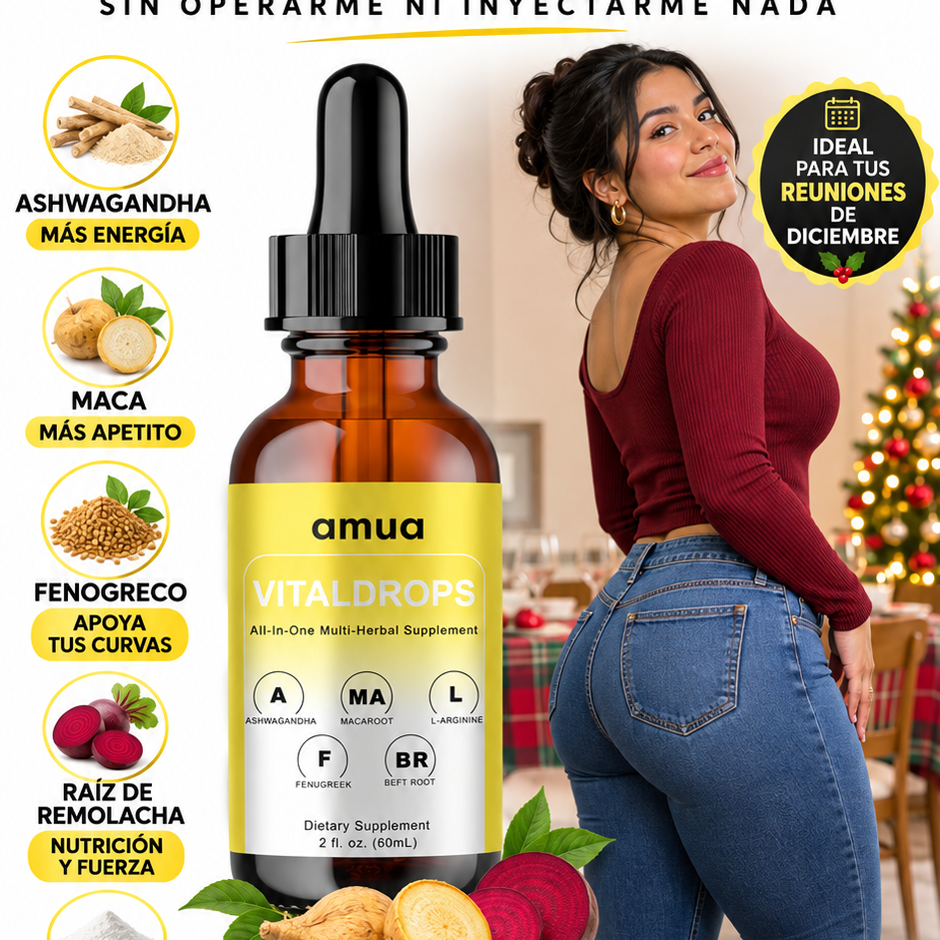 SIN OPERARME NI INYECTARME NADA
ASHWAGANDHA
MÁS ENERGÍA
MACA
MÁS APETITO
FENOGRECO
APOYA
TUS CURVAS
RAÍZ DE
REMOLACHA
NUTRICIÓN
Y FUERZA
amua
VITALDROPS
All-In-One Multi-Herbal Supplement
A
ASHWAGANDHA
MA
MACAROOT
L
L-ARGININE
F
FENUGREEK
BR
BEFT ROOT
Dietary Supplement
2 fl. oz. (60mL)
IDEAL
PARA TUS
REUNIONES
DE
DICIEMBRE